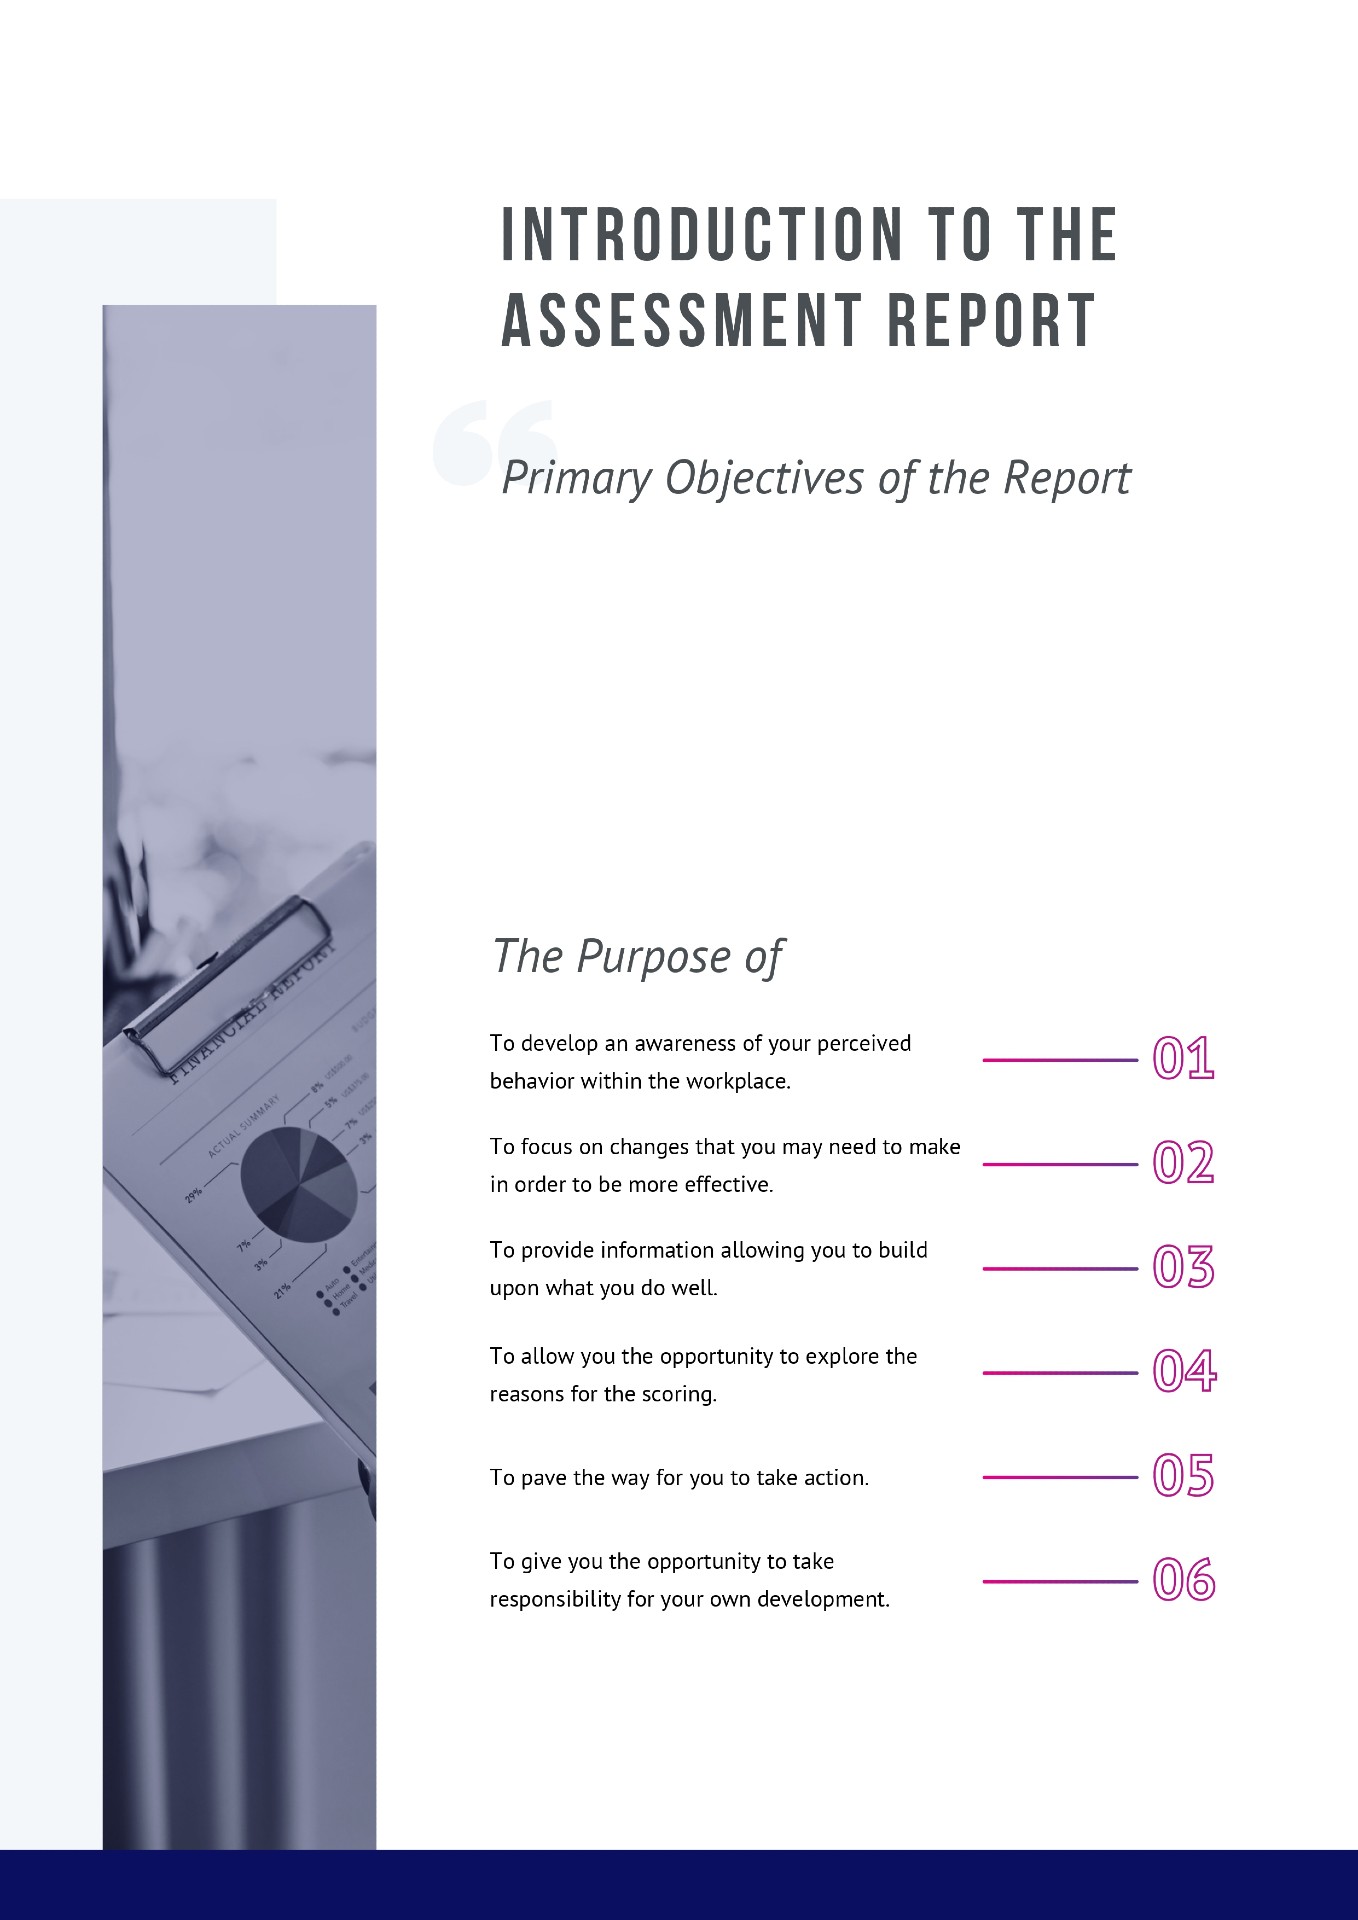 INTRODUCTION TO THE
ASSESSMENT REPORT
“
Primary Objectives of the Report
The Purpose of
To develop an awareness of your perceived
behavior within the workplace.
01
To focus on changes that you may need to make
in order to be more effective.
02
To provide information allowing you to build
upon what you do well.
03
To allow you the opportunity to explore the
reasons for the scoring.
04
To pave the way for you to take action.
05
To give you the opportunity to take
responsibility for your own development.
06
FINANCIAL REPORT
ACTUAL SUMMARY
8%
5%
7%
3%
29%
7%
3%
21%
Auto
Home
Travel